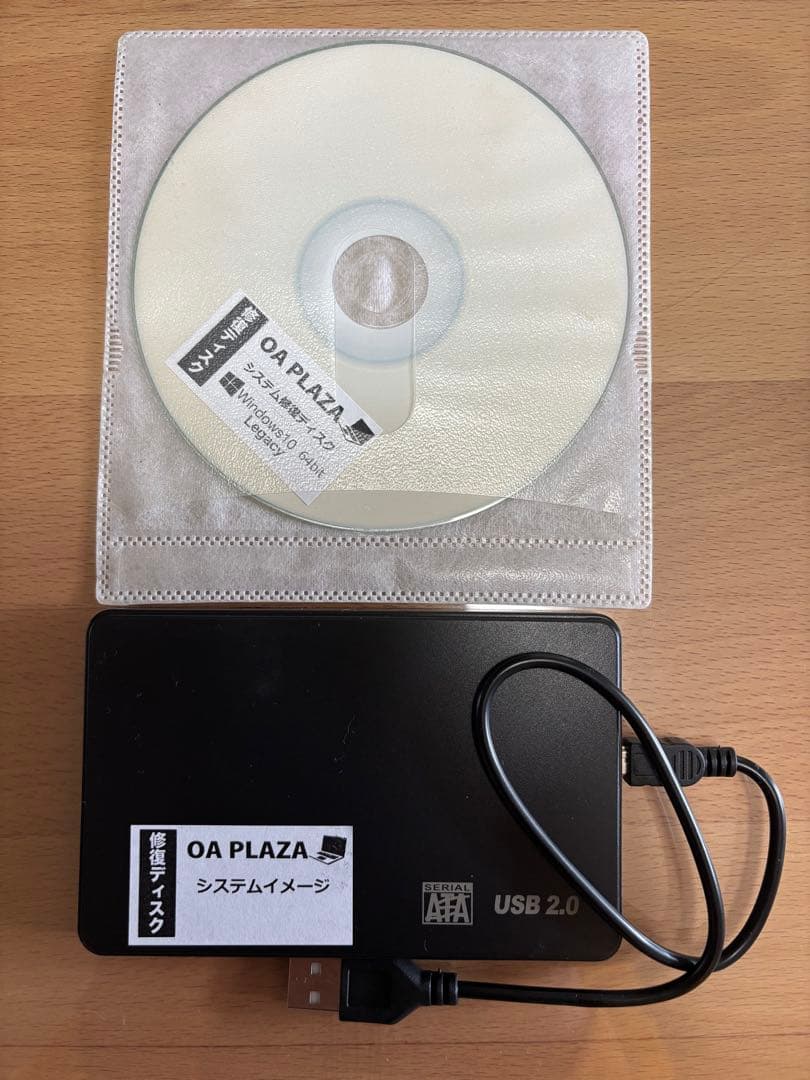 修復ディスク
OA PLAZA
システム修復ディスク
Windows10 64bit
Legacy
修復ディスク
OA PLAZA
システムイメージ
SERIAL
ATA
USB 2.0